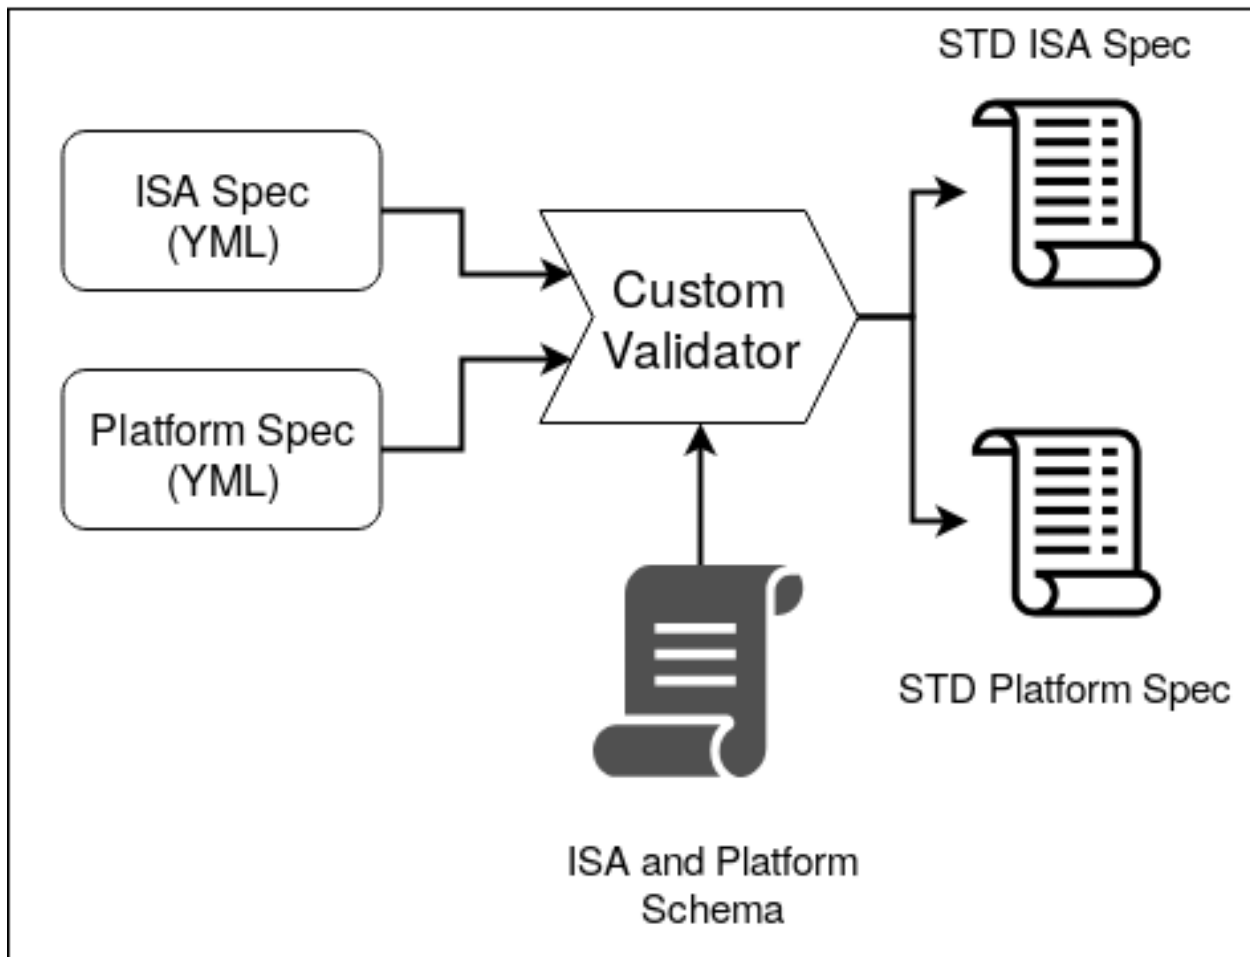 STD ISA Spec
ISA Spec
(YML)
Custom
Validator
Platform Spec
(YML)
STD Platform Spec
ISA and Platform
Schema